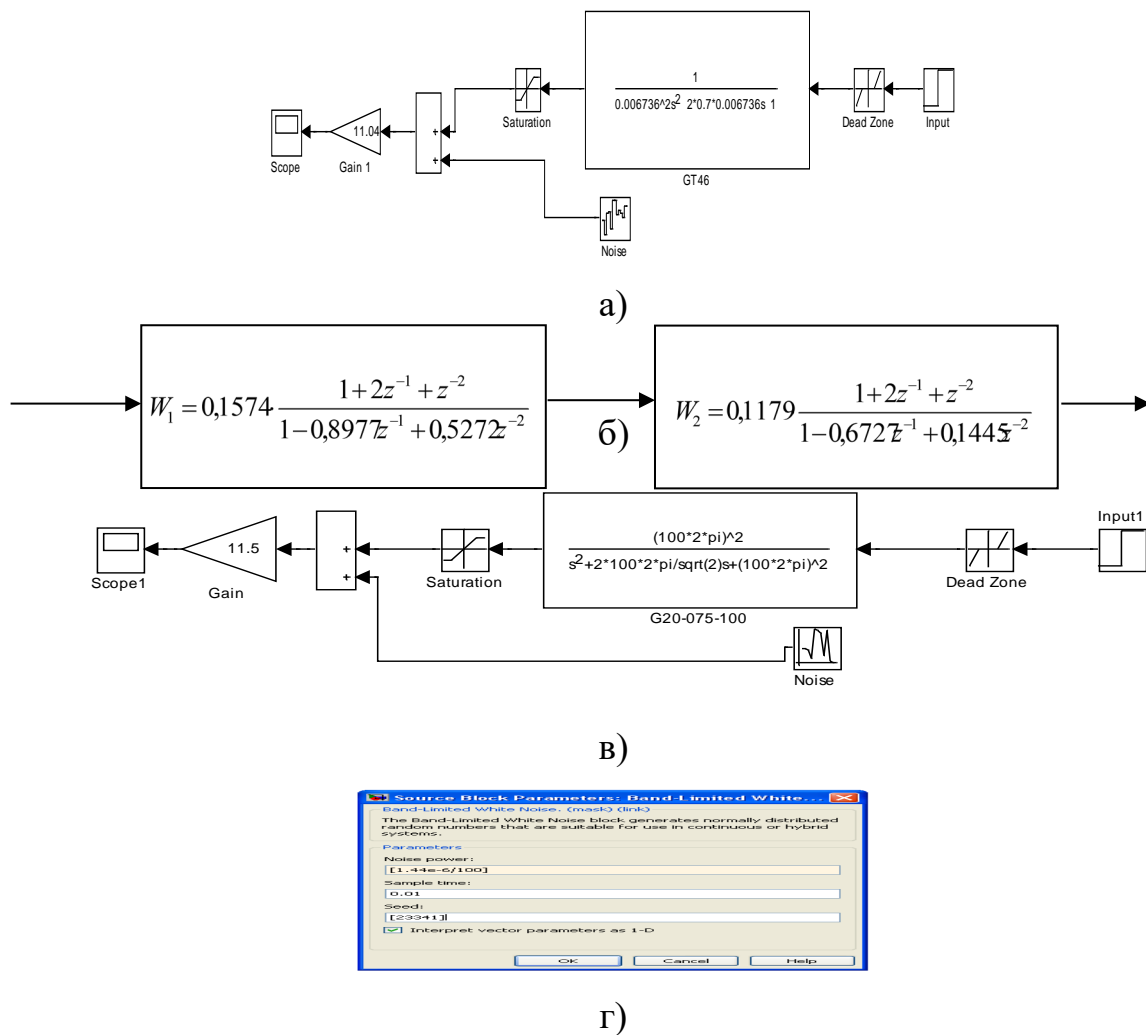 1
0.006736^2s² 2*0.7*0.006736s 1
Saturation
Dead Zone
Input
11.04
Scope
Gain 1
GT46
Noise
а)
W₁ = 0,1574 (1+2z⁻¹+z⁻²)/(1−0,8977z⁻¹+0,5272z⁻²)
б)
W₂ = 0,1179 (1+2z⁻¹+z⁻²)/(1−0,6727z⁻¹+0,1445z⁻²)
Input1
(100*2*pi)^2
s²+2*100*2*pi/sqrt(2)s+(100*2*pi)^2
11.5
Scope1
Gain
Saturation
Dead Zone
G20-075-100
Noise
в)
Source Block Parameters: Band-Limited White...
Band-Limited White Noise. (mask) (link)
The Band-Limited White Noise block generates normally distributed
random numbers that are suitable for use in continuous or hybrid
systems.
Parameters
Noise power:
[1.44e-6/100]
Sample time:
0.01
Seed:
[23341]
Interpret vector parameters as 1-D
OK Cancel Help
г)